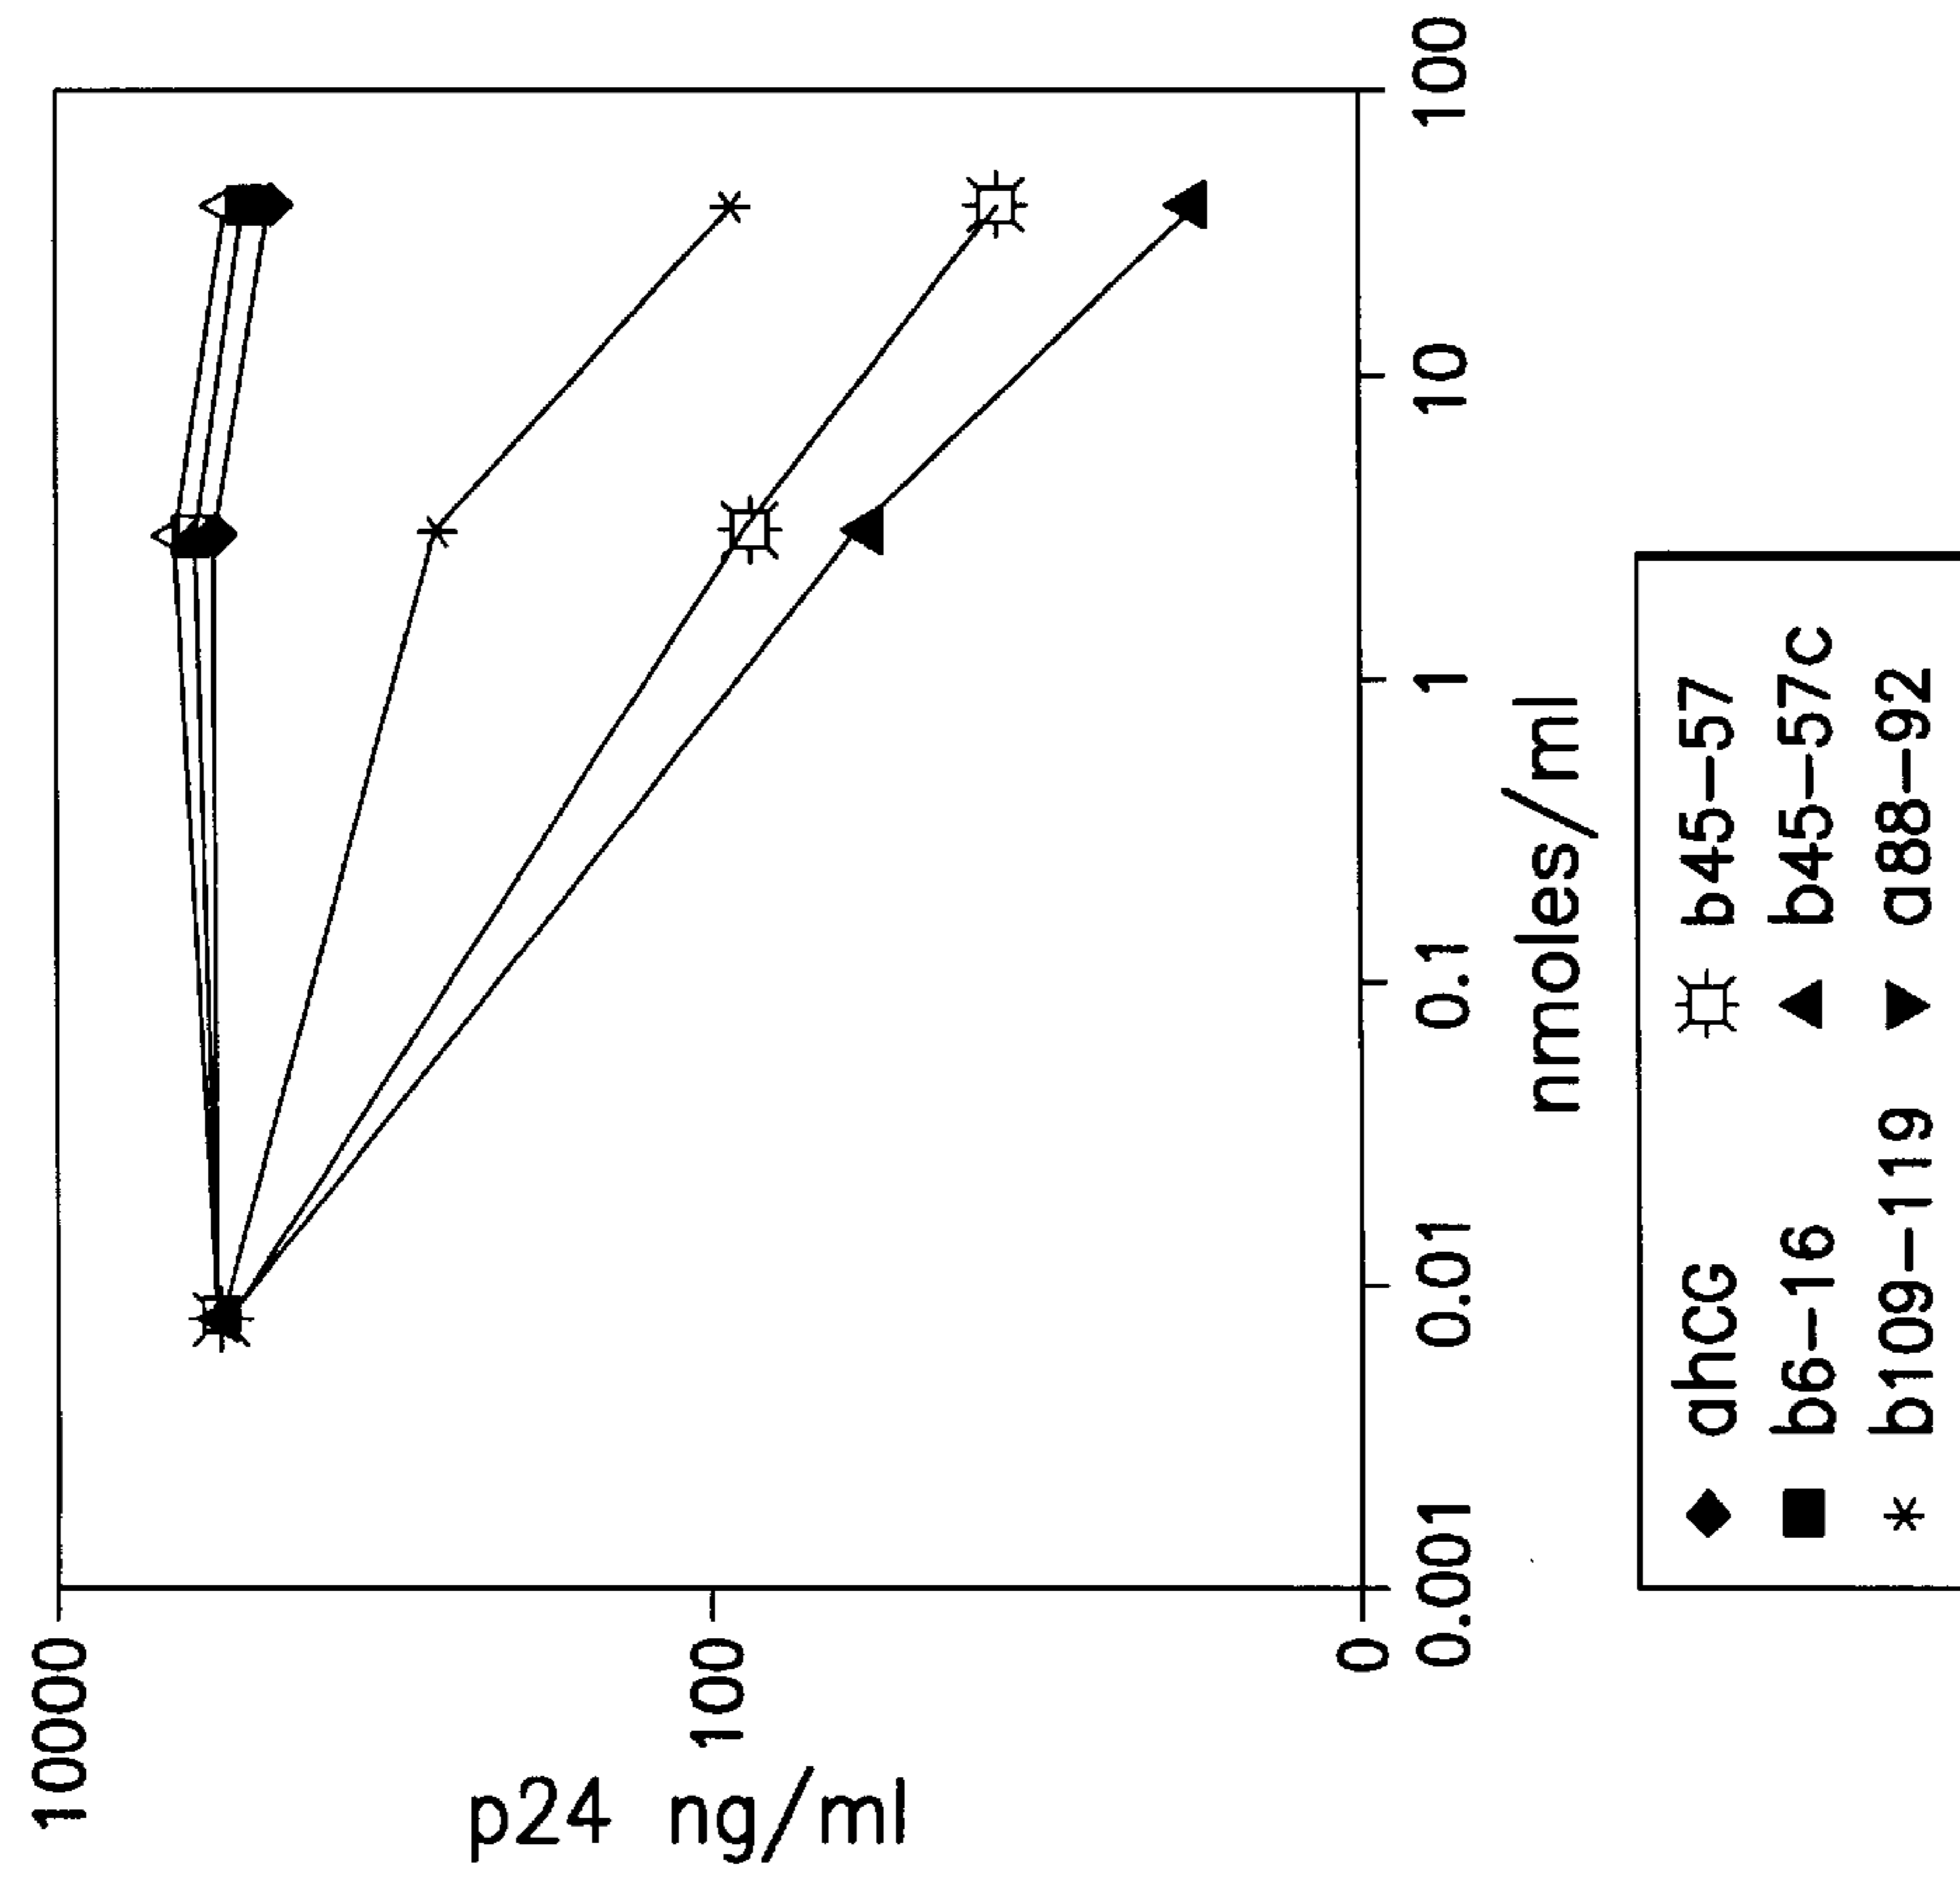 10000
100
0
p24 ng/ml
0.001 0.01 0.1 1 10 100
nmoles/ml
ahCG b45-57
b6-16 b45-57c
b109-119 a88-92